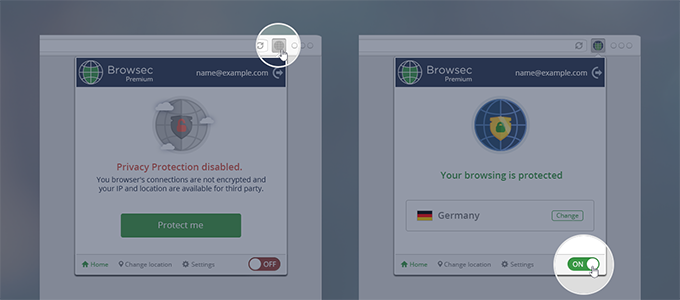 Browsec
Premium
name@example.com
Privacy Protection disabled.
You browser's connections are not encrypted and
your IP and location are available for third party.
Protect me
Home
Change location
Settings
OFF
Browsec
Premium
name@example.com
Your browsing is protected
Germany
Change
Home
Change location
Settings
ON